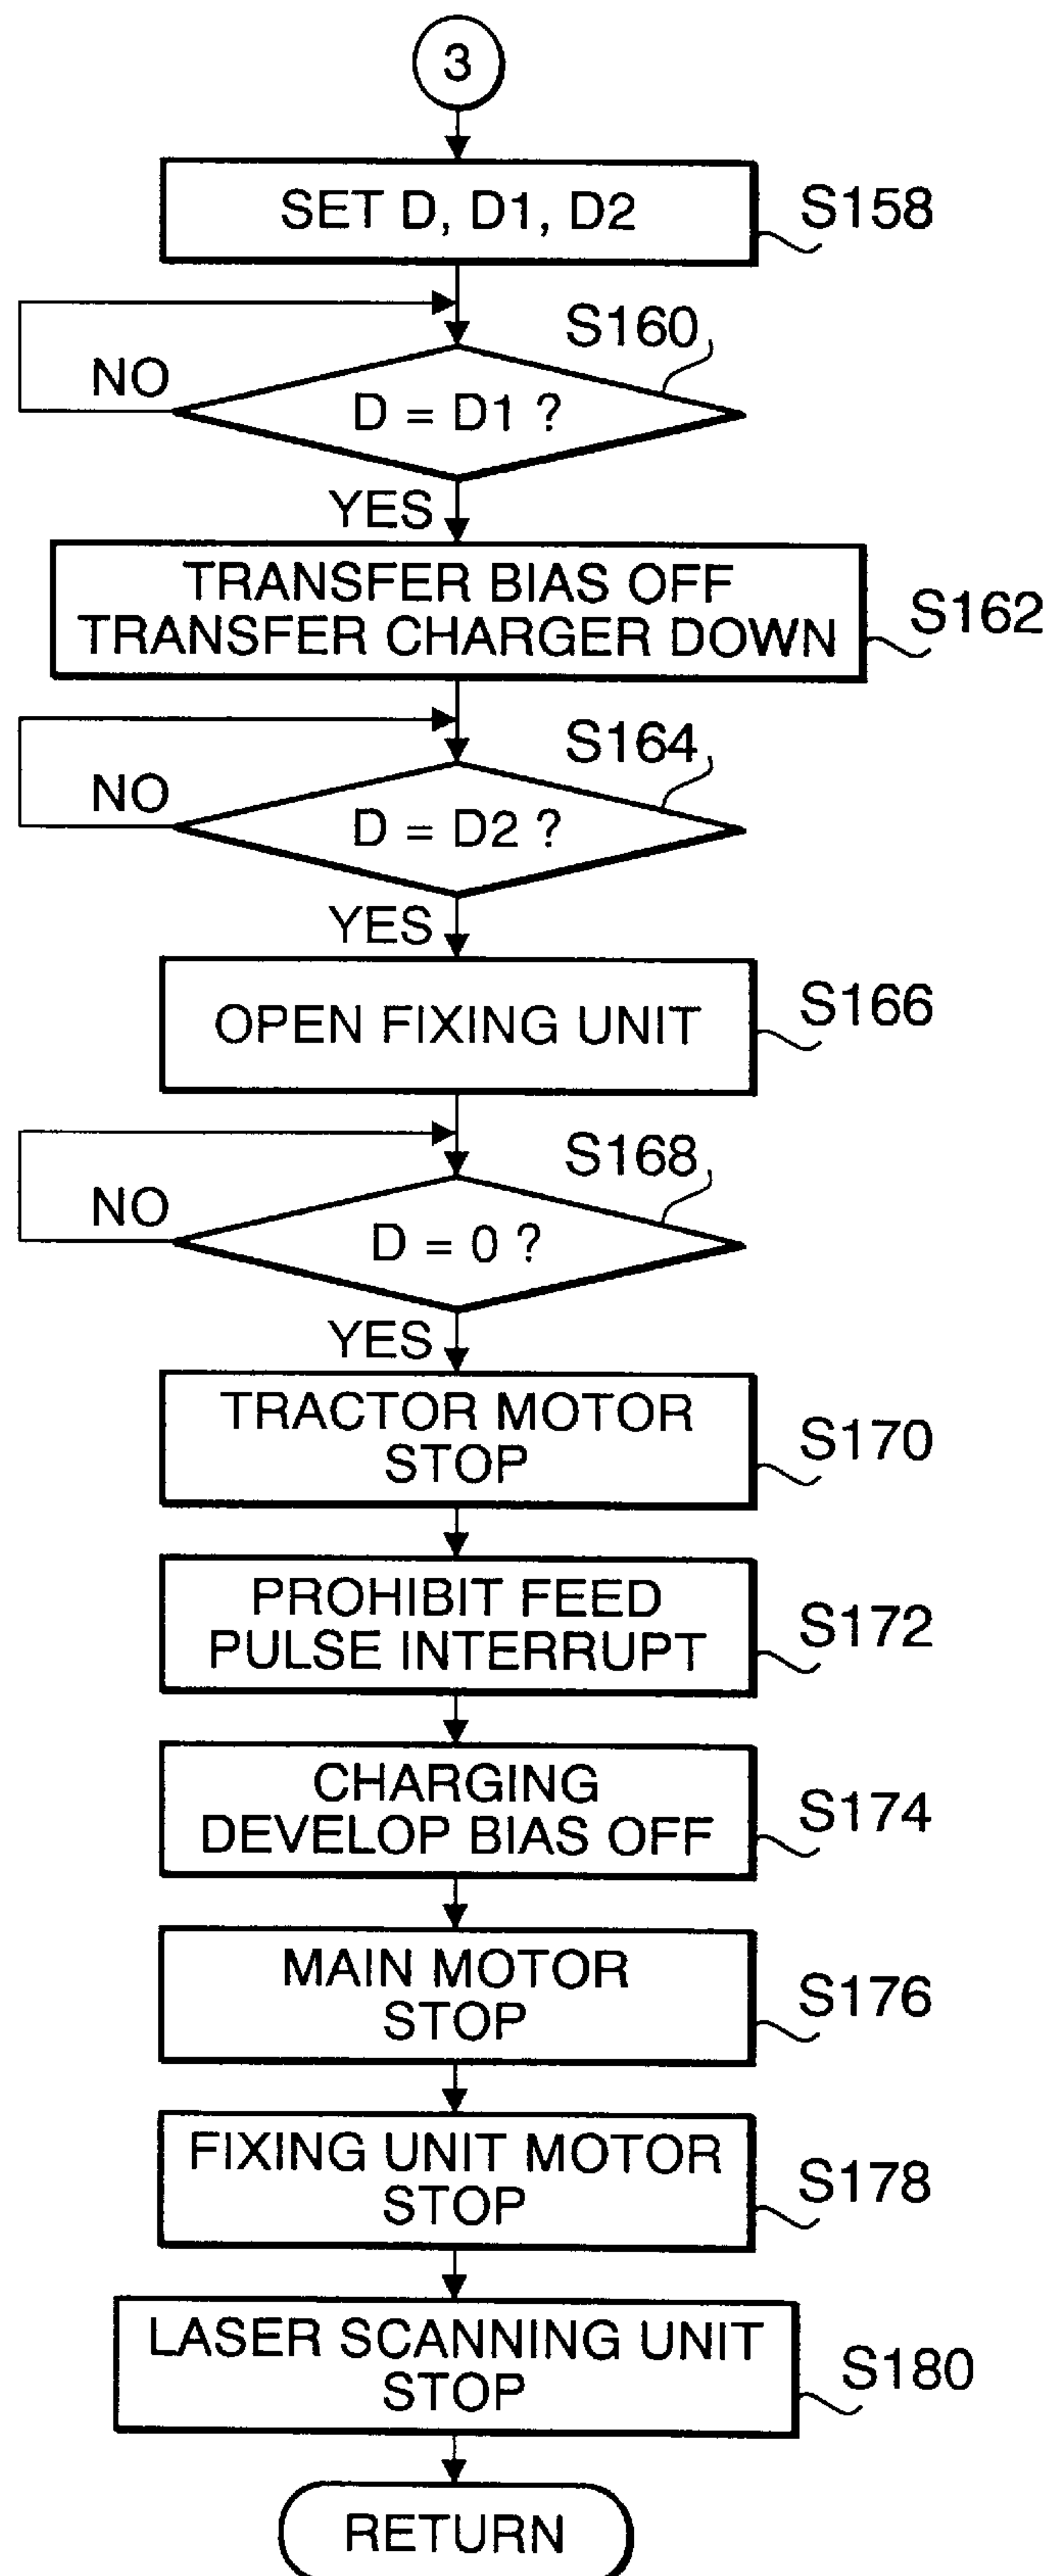 3
SET D, D1, D2
S158
S160
NO
D = D1 ?
YES
TRANSFER BIAS OFF
TRANSFER CHARGER DOWN
S162
S164
NO
D = D2 ?
YES
OPEN FIXING UNIT
S166
S168
NO
D = 0 ?
YES
TRACTOR MOTOR
STOP
S170
PROHIBIT FEED
PULSE INTERRUPT
S172
CHARGING
DEVELOP BIAS OFF
S174
MAIN MOTOR
STOP
S176
FIXING UNIT MOTOR
STOP
S178
LASER SCANNING UNIT
STOP
S180
RETURN